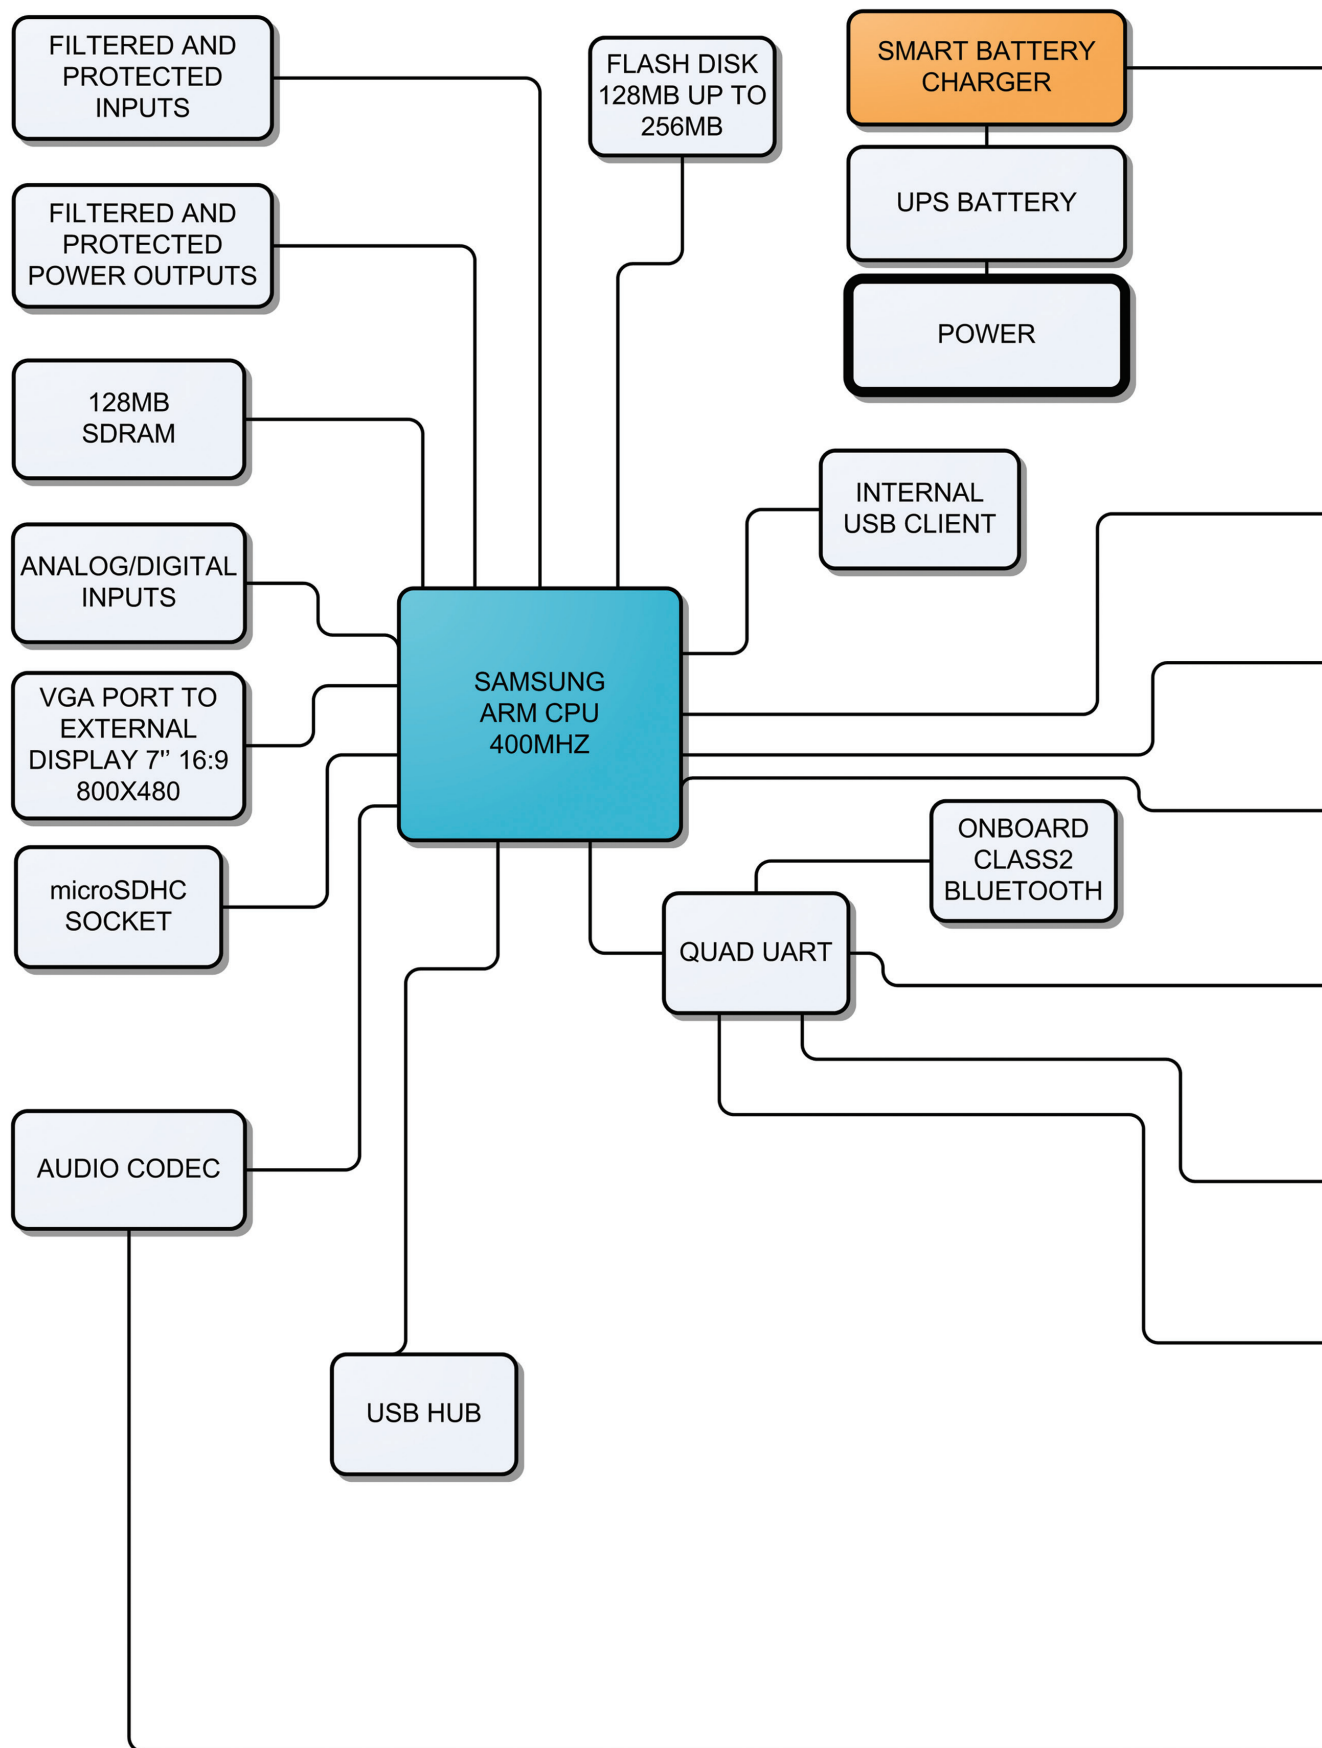 FILTERED AND
PROTECTED
INPUTS
FLASH DISK
128MB UP TO
256MB
SMART BATTERY
CHARGER
UPS BATTERY
POWER
FILTERED AND
PROTECTED
POWER OUTPUTS
128MB
SDRAM
INTERNAL
USB CLIENT
ANALOG/DIGITAL
INPUTS
SAMSUNG
ARM CPU
400MHZ
VGA PORT TO
EXTERNAL
DISPLAY 7" 16:9
800X480
microSDHC
SOCKET
ONBOARD
CLASS2
BLUETOOTH
QUAD UART
AUDIO CODEC
USB HUB